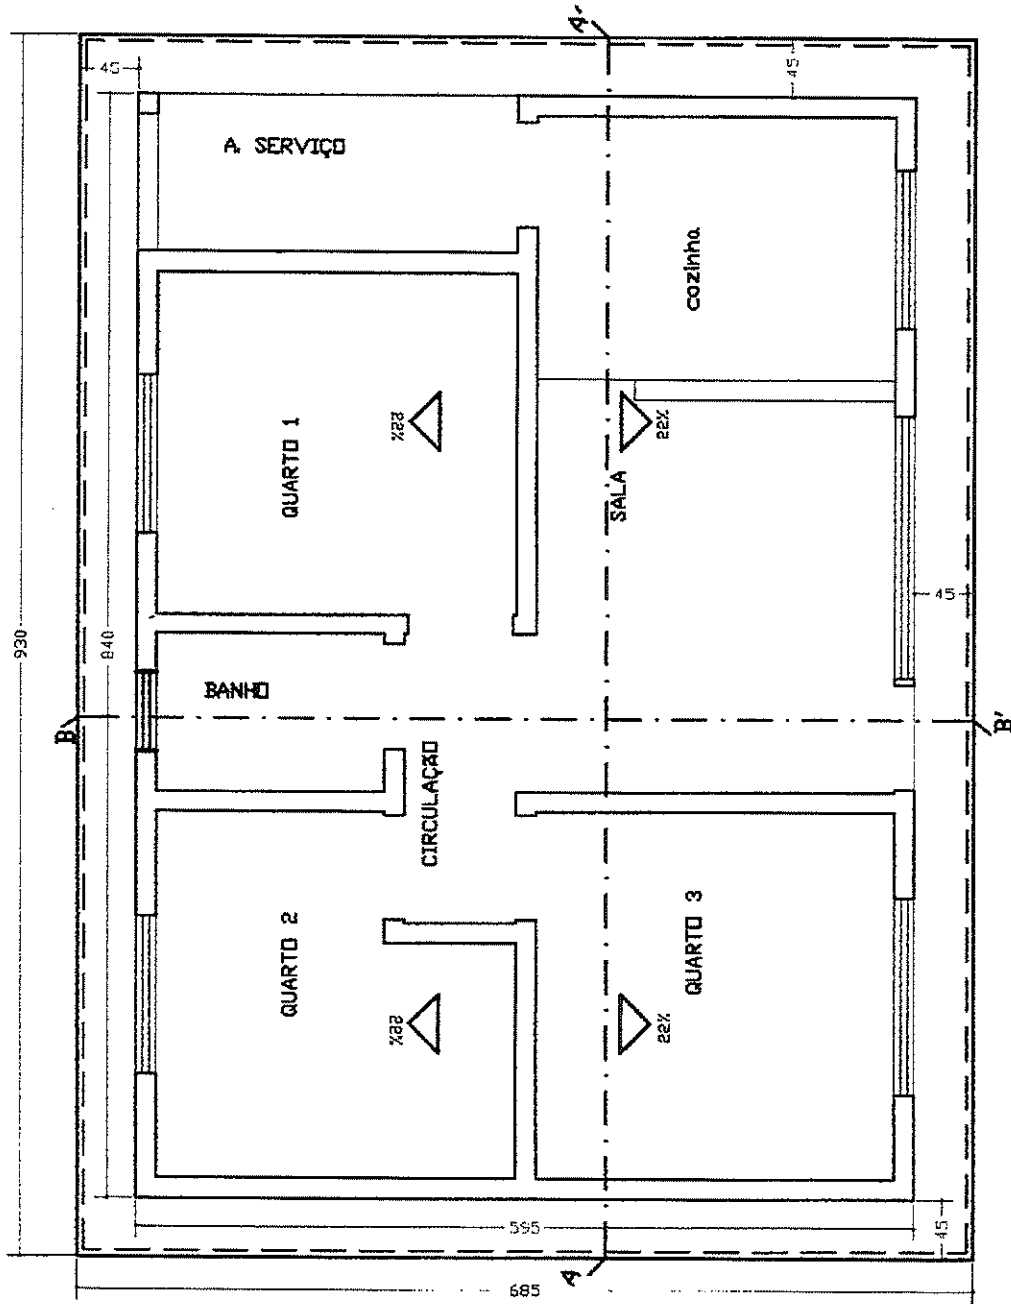 A'
45
45
A. SERVIÇO
cozinha
22%
22%
QUARTO 1
SALA
45
930
840
BANHO
B
B'
CIRCULAÇÃO
QUARTO 2
QUARTO 3
22%
22%
595
45
A
685